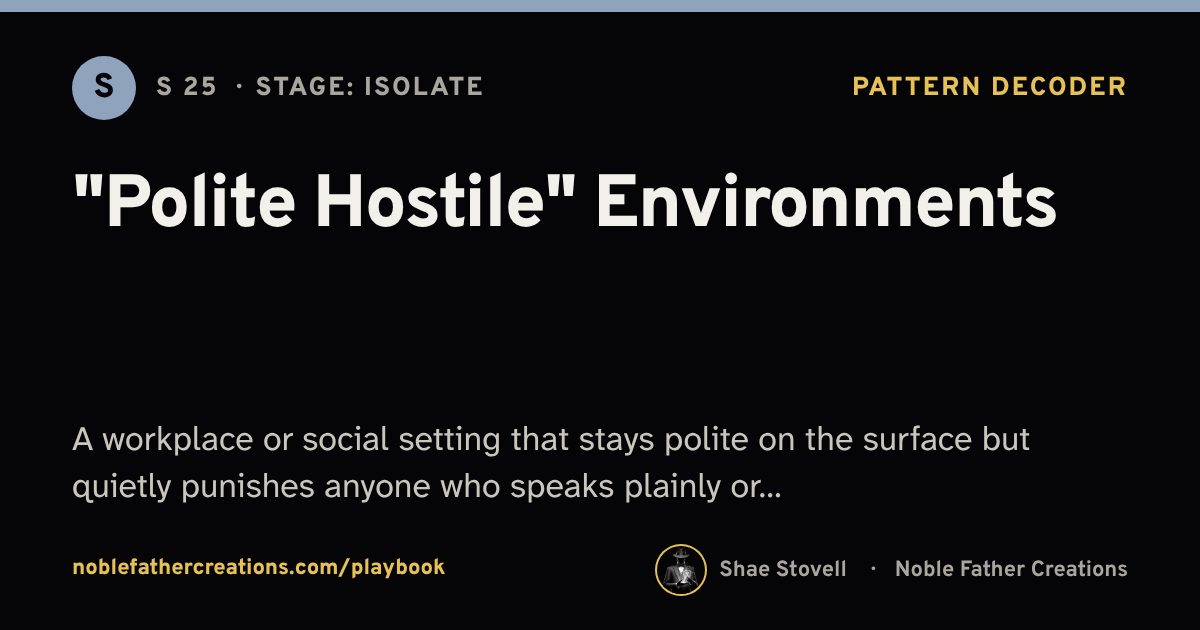 S
S 25 · STAGE: ISOLATE
PATTERN DECODER
"Polite Hostile" Environments
A workplace or social setting that stays polite on the surface but
quietly punishes anyone who speaks plainly or...
noblefathercreations.com/playbook
Shae Stovell · Noble Father Creations